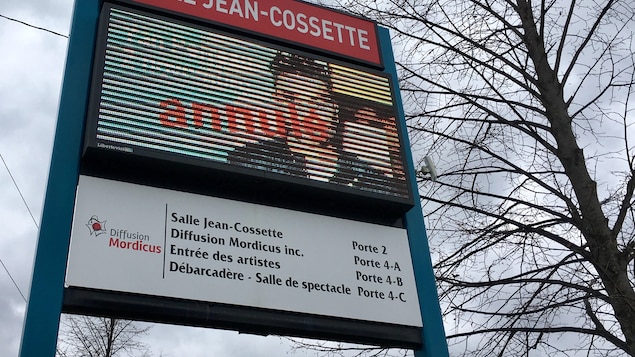 JEAN-COSSETTE
annulé
Diffusion
Mordicus
Salle Jean-Cossette Porte 2
Diffusion Mordicus inc. Porte 4-A
Entrée des artistes Porte 4-B
Débarcadère - Salle de spectacle Porte 4-C